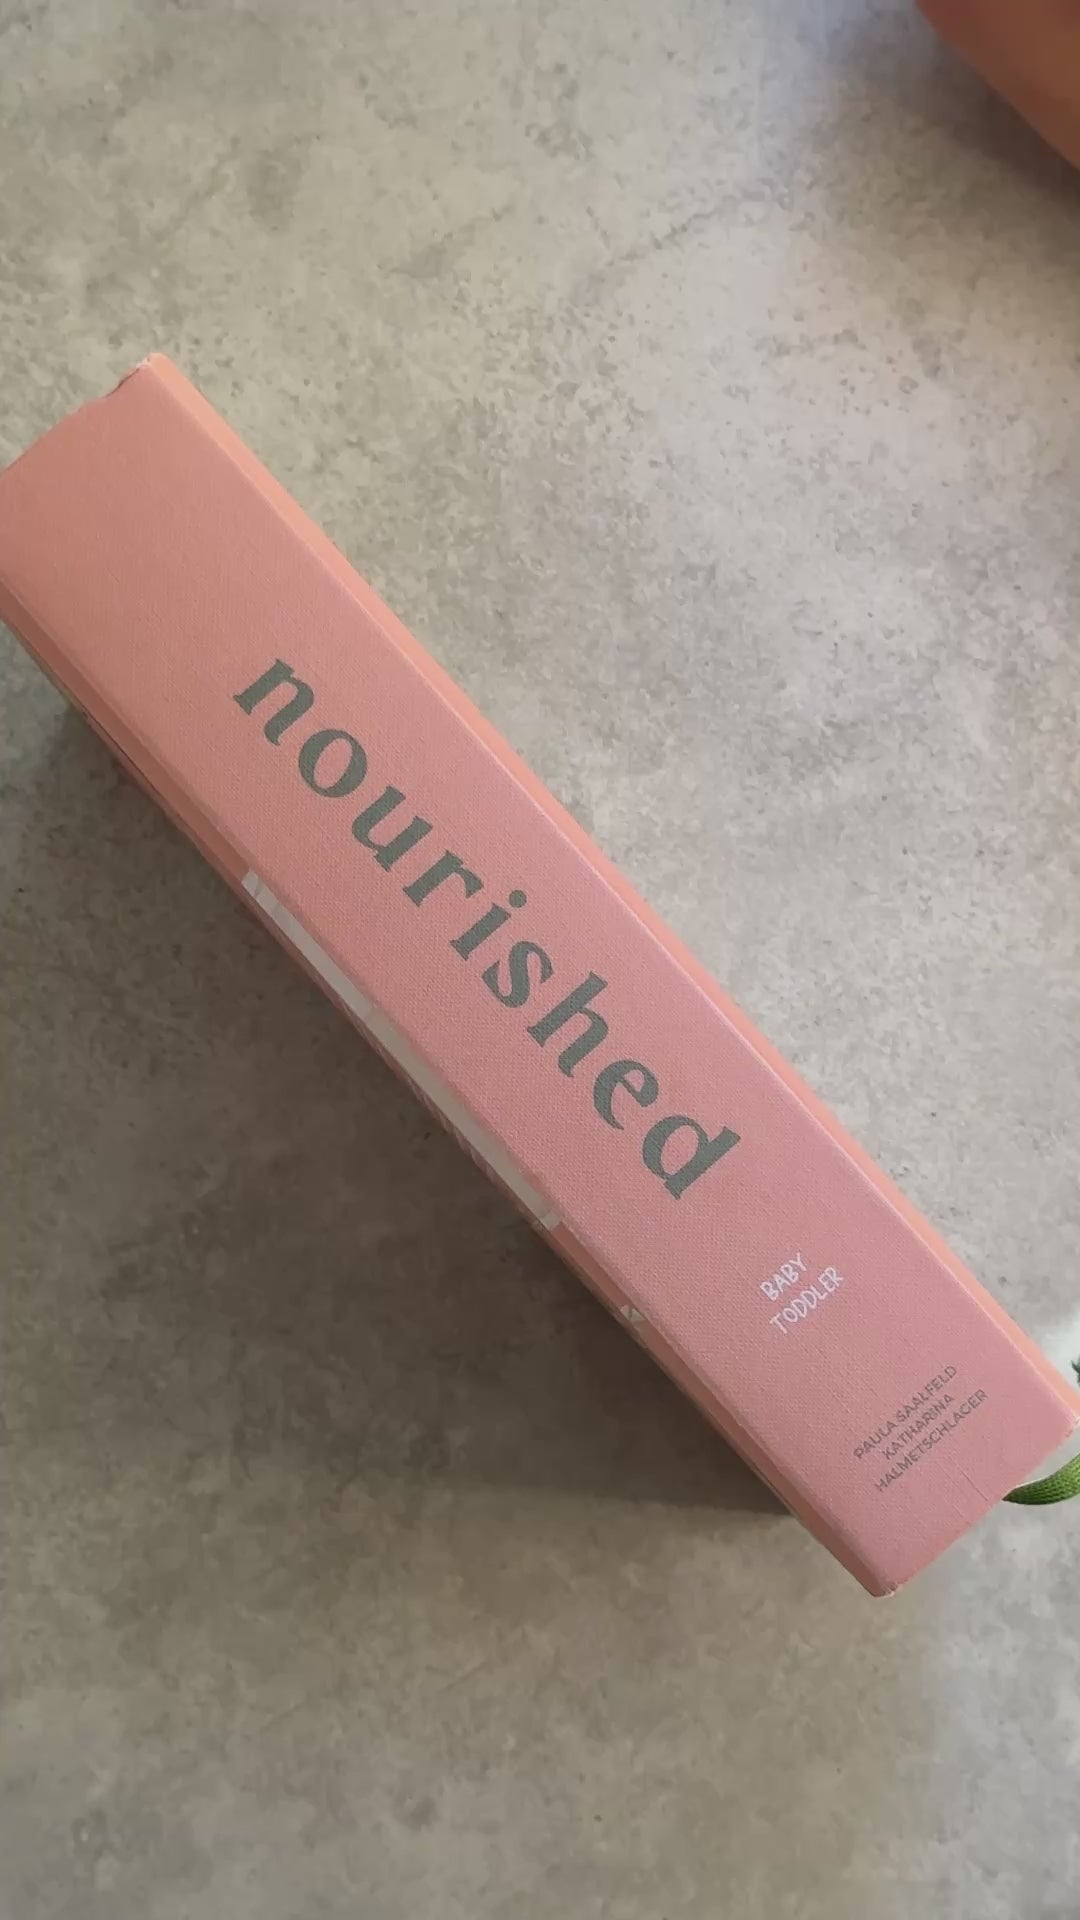 nourished
BABY
TODDLER
PAULA SAALFELD
KATHARINA
HALMETSCHLAGER